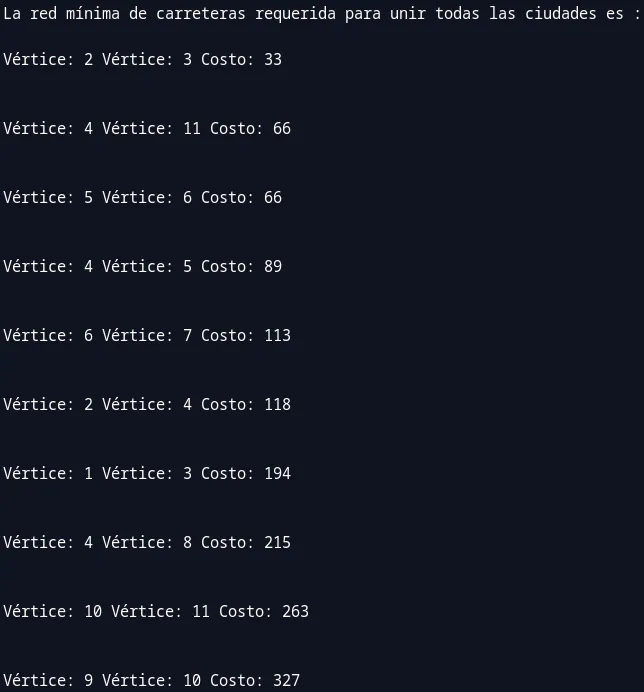 La red mínima de carreteras requerida para unir todas las ciudades es :
Vértice: 2 Vértice: 3 Costo: 33
Vértice: 4 Vértice: 11 Costo: 66
Vértice: 5 Vértice: 6 Costo: 66
Vértice: 4 Vértice: 5 Costo: 89
Vértice: 6 Vértice: 7 Costo: 113
Vértice: 2 Vértice: 4 Costo: 118
Vértice: 1 Vértice: 3 Costo: 194
Vértice: 4 Vértice: 8 Costo: 215
Vértice: 10 Vértice: 11 Costo: 263
Vértice: 9 Vértice: 10 Costo: 327